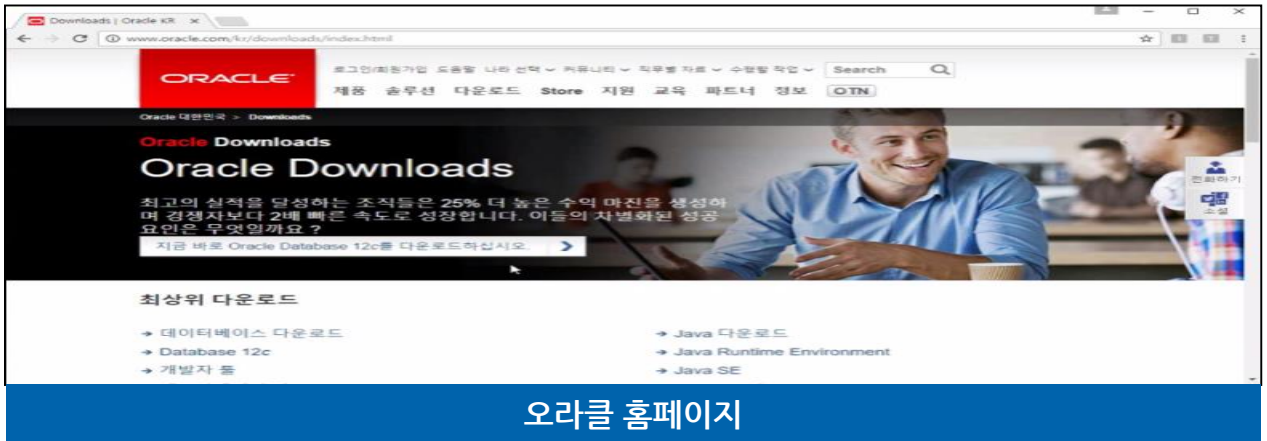 Downloads | Oracle KR
www.oracle.com/kr/downloads/index.html
ORACLE
로그인/회원가입 도움말 나라 선택 커뮤니티 직무별 자료 수행할 작업 Search
제품 솔루션 다운로드 Store 지원 교육 파트너 정보 OTN
Oracle 대한민국 > Downloads
Oracle Downloads
Oracle Downloads
최고의 실적을 달성하는 조직들은 25% 더 높은 수익 마진을 생성하
며 경쟁자보다 2배 빠른 속도로 성장합니다. 이들의 차별화된 성공
요인은 무엇일까요 ?
지금 바로 Oracle Database 12c를 다운로드하십시오.
전화하기
소셜
최상위 다운로드
→ 데이터베이스 다운로드
→ Java 다운로드
→ Database 12c
→ Java Runtime Environment
→ 개발자 툴
→ Java SE
오라클 홈페이지